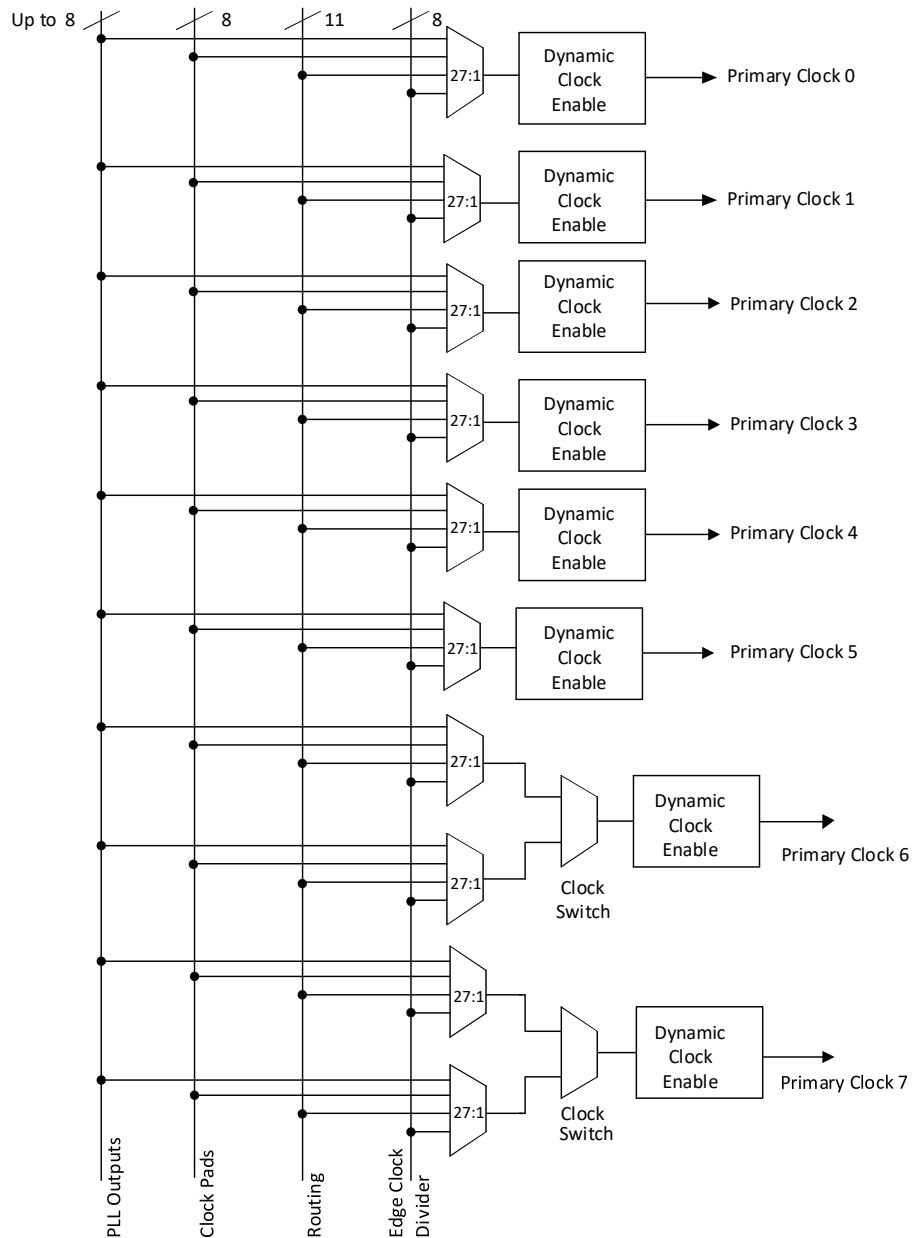 Up to 8 8 11 8
27:1
Dynamic
Clock
Enable
Primary Clock 0
27:1
Dynamic
Clock
Enable
Primary Clock 1
27:1
Dynamic
Clock
Enable
Primary Clock 2
27:1
Dynamic
Clock
Enable
Primary Clock 3
27:1
Dynamic
Clock
Enable
Primary Clock 4
27:1
Dynamic
Clock
Enable
Primary Clock 5
27:1
27:1
Clock
Switch
Dynamic
Clock
Enable
Primary Clock 6
27:1
27:1
Clock
Switch
Dynamic
Clock
Enable
Primary Clock 7
PLL Outputs
Clock Pads
Routing
Edge Clock
Divider